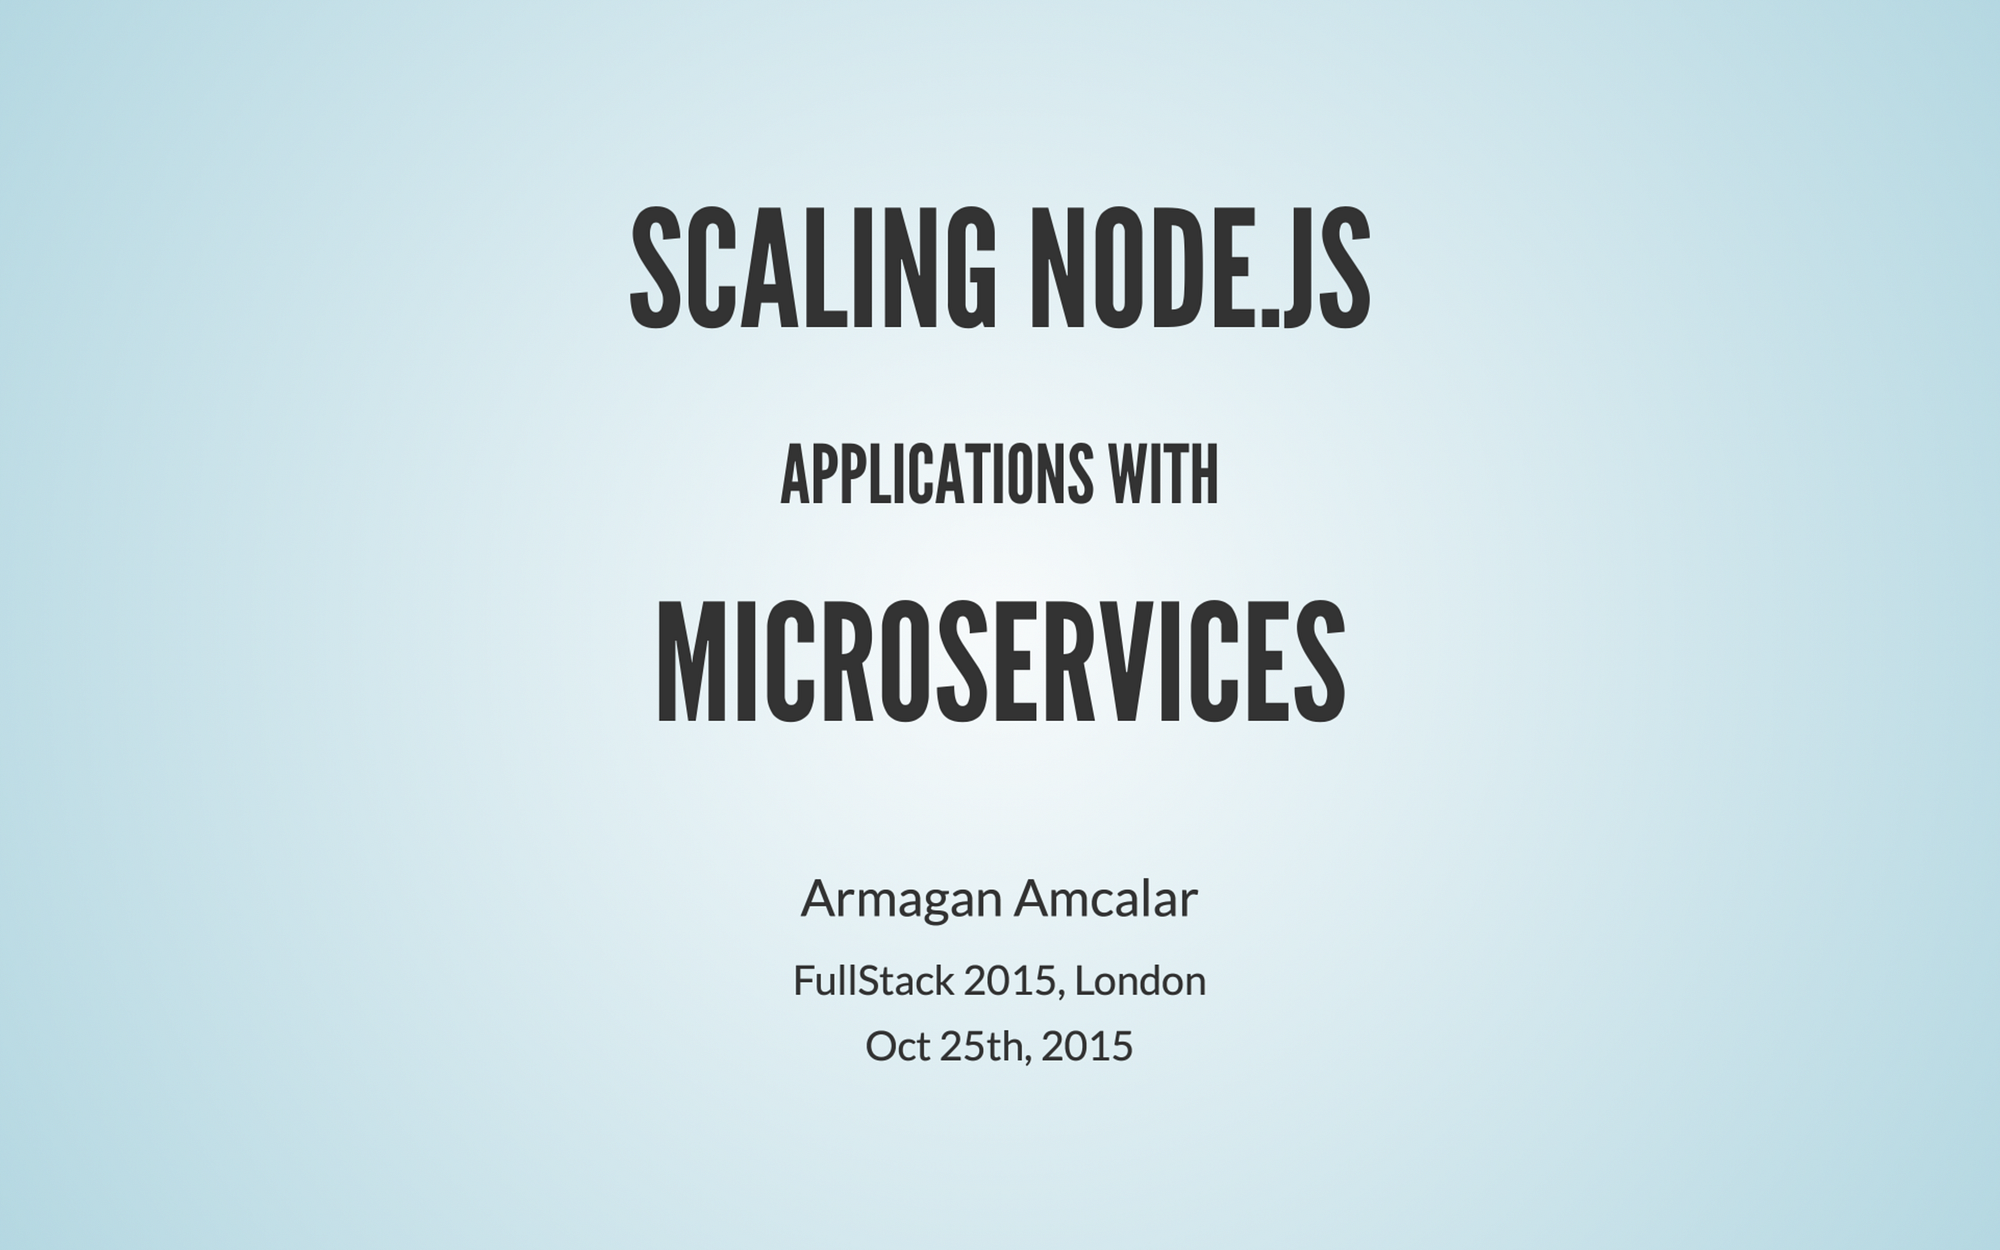 SCALING NODE.JS
APPLICATIONS WITH
MICROSERVICES
Armagan Amcalar
FullStack 2015, London
Oct 25th, 2015